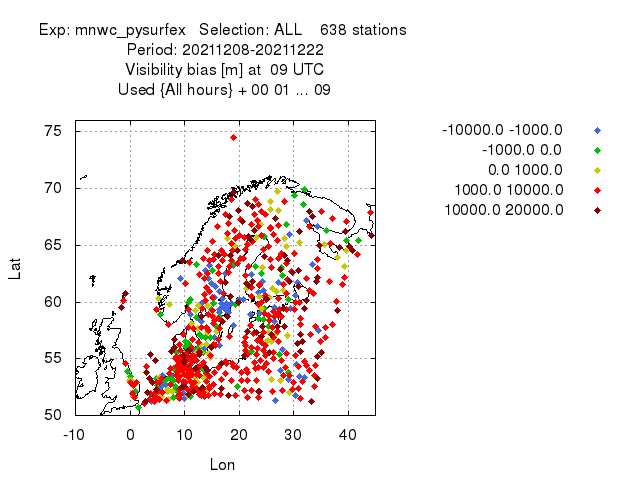 Exp: mnwc_pysurfex   Selection: ALL    638 stations
Period: 20211208-20211222
Visibility bias [m] at  09 UTC
Used {All hours} + 00 01 ... 09
-10000.0 -1000.0
-1000.0 0.0
0.0 1000.0
1000.0 10000.0
10000.0 20000.0
75
70
65
60
55
50
Lat
-10 0 10 20 30 40
Lon